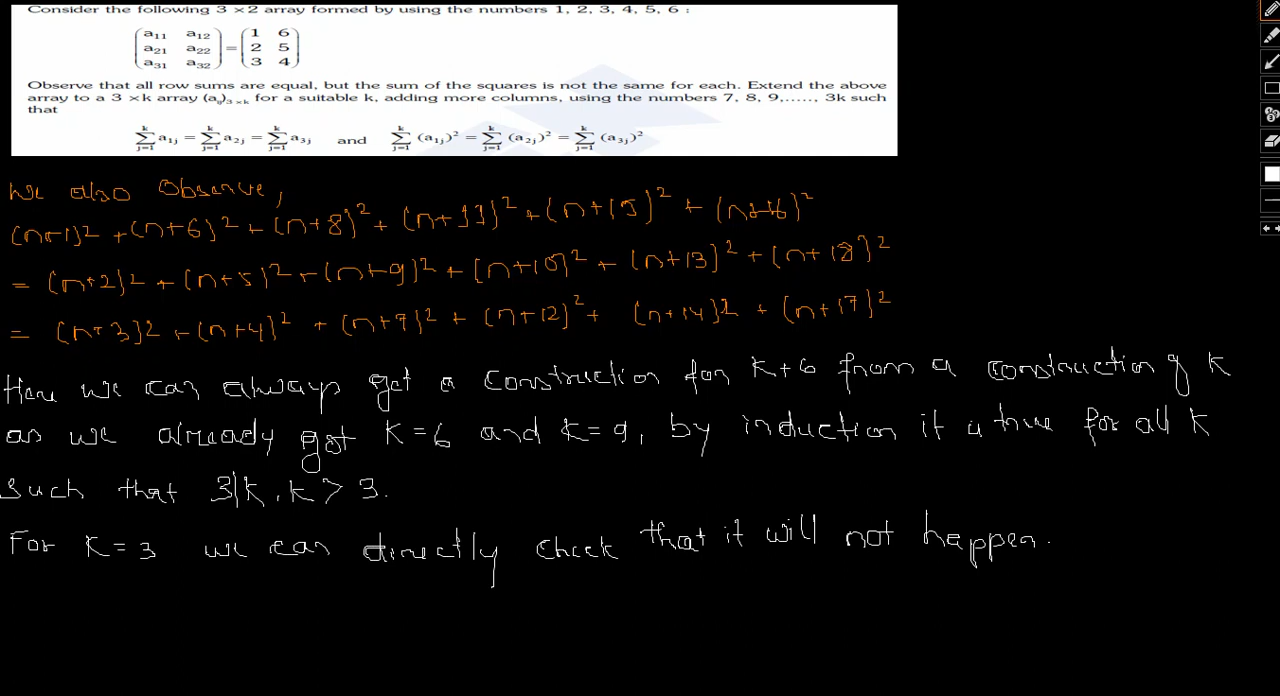 Consider the following 3 × 2 array formed by using the numbers 1, 2, 3, 4, 5, 6 :
(a₁₁ a₁₂) (1 6)
(a₂₁ a₂₂) = (2 5)
(a₃₁ a₃₂) (3 4)
Observe that all row sums are equal, but the sum of the squares is not the same for each. Extend the above
array to a 3 × k array (aᵢⱼ)₃ₓₖ for a suitable k, adding more columns, using the numbers 7, 8, 9,....., 3k such
that
∑ⱼ₌₁ᵏ a₁ⱼ = ∑ⱼ₌₁ᵏ a₂ⱼ = ∑ⱼ₌₁ᵏ a₃ⱼ and ∑ⱼ₌₁ᵏ (a₁ⱼ)² = ∑ⱼ₌₁ᵏ (a₂ⱼ)² = ∑ⱼ₌₁ᵏ (a₃ⱼ)²
We also Observe,
(n+1)² + (n+6)² + (n+8)² + (n+11)² + (n+15)² + (n+16)²
= (n+2)² + (n+5)² + (n+9)² + (n+10)² + (n+13)² + (n+18)²
= (n+3)² + (n+4)² + (n+7)² + (n+12)² + (n+14)² + (n+17)²
Here we can always get a construction for k+6 from a construction of k
as we already got k=6 and k=9, by induction it is true for all k
Such that 3|k, k > 3.
For k=3 we can directly check that it will not happen.